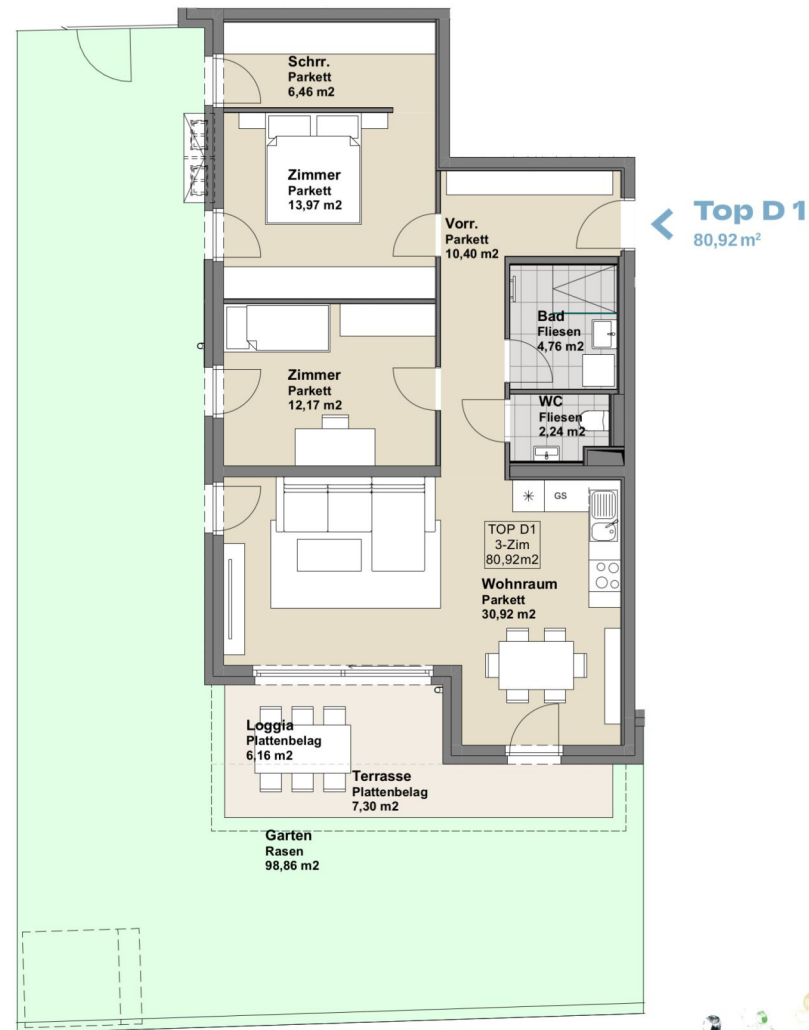 Schrr.
Parkett
6,46 m2
Zimmer
Parkett
13,97 m2
Vorr.
Parkett
10,40 m2
Top D 1
80,92 m²
Bad
Fliesen
4,76 m2
Zimmer
Parkett
12,17 m2
WC
Fliesen
2,24 m2
GS
TOP D1
3-Zim
80,92m2
Wohnraum
Parkett
30,92 m2
Loggia
Plattenbelag
6,16 m2
Terrasse
Plattenbelag
7,30 m2
Garten
Rasen
98,86 m2